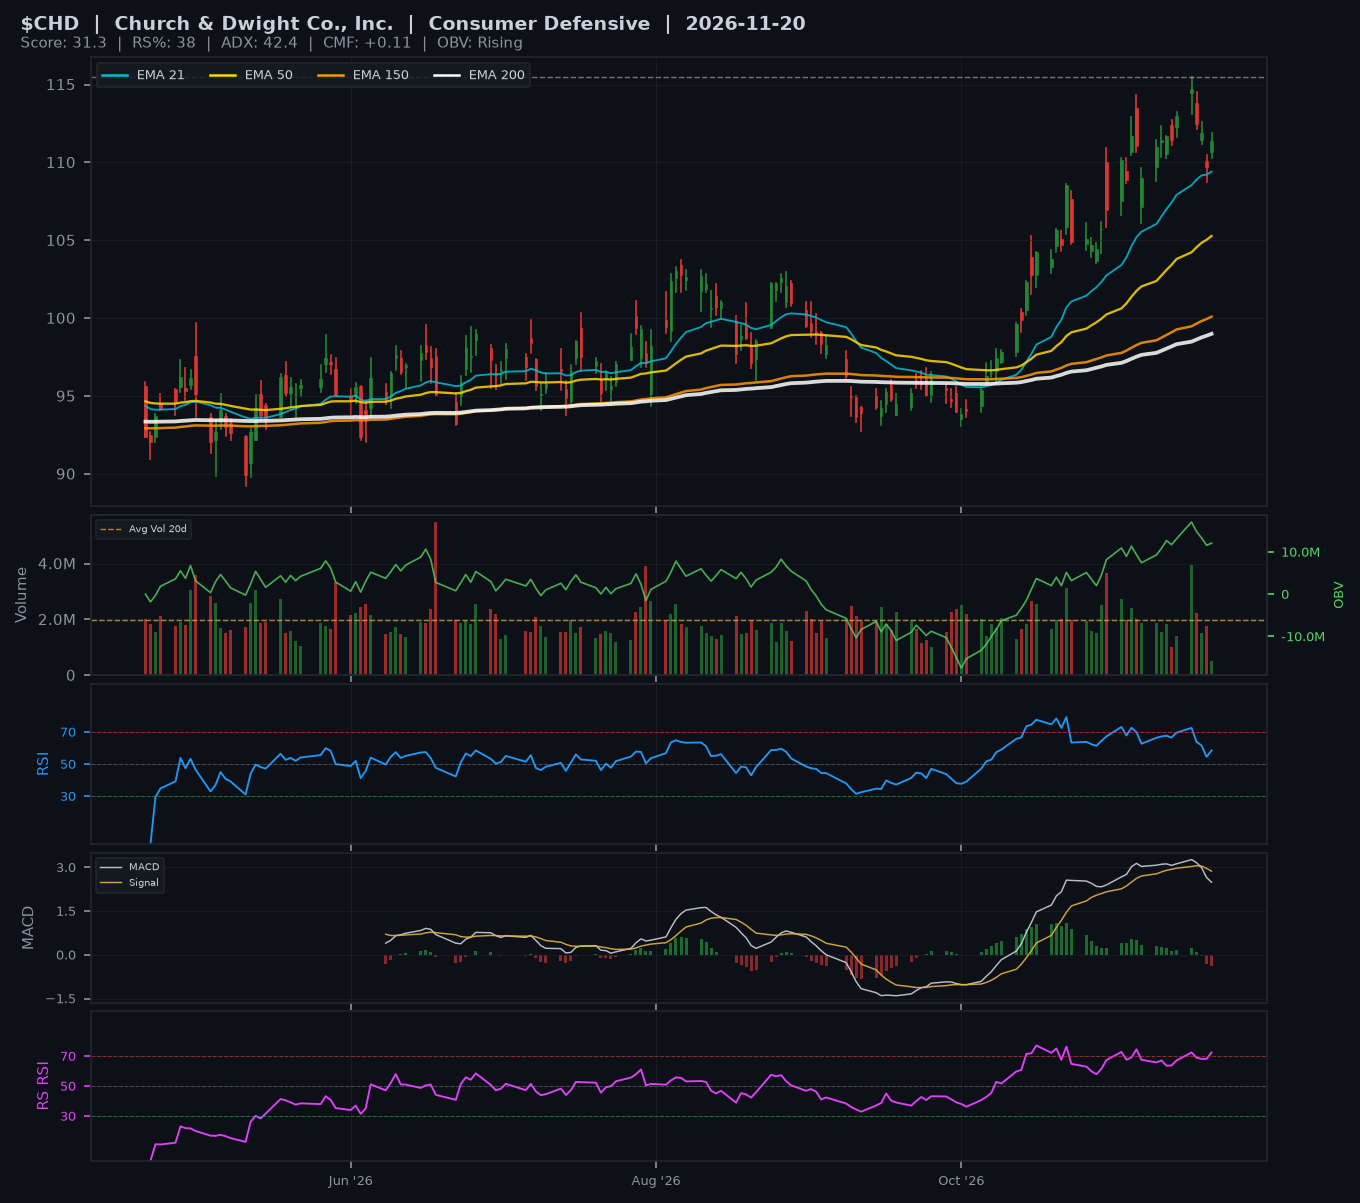 $CHD | Church & Dwight Co., Inc. | Consumer Defensive | 2026-11-20
Score: 31.3 | RS%: 38 | ADX: 42.4 | CMF: +0.11 | OBV: Rising
EMA 21 EMA 50 EMA 150 EMA 200
115
110
105
100
95
90
Avg Vol 20d
Volume
4.0M
2.0M
0
10.0M
0
-10.0M
OBV
RSI
70
50
30
MACD
Signal
MACD
3.0
1.5
0.0
−1.5
RS RSI
70
50
30
Jun '26 Aug '26 Oct '26